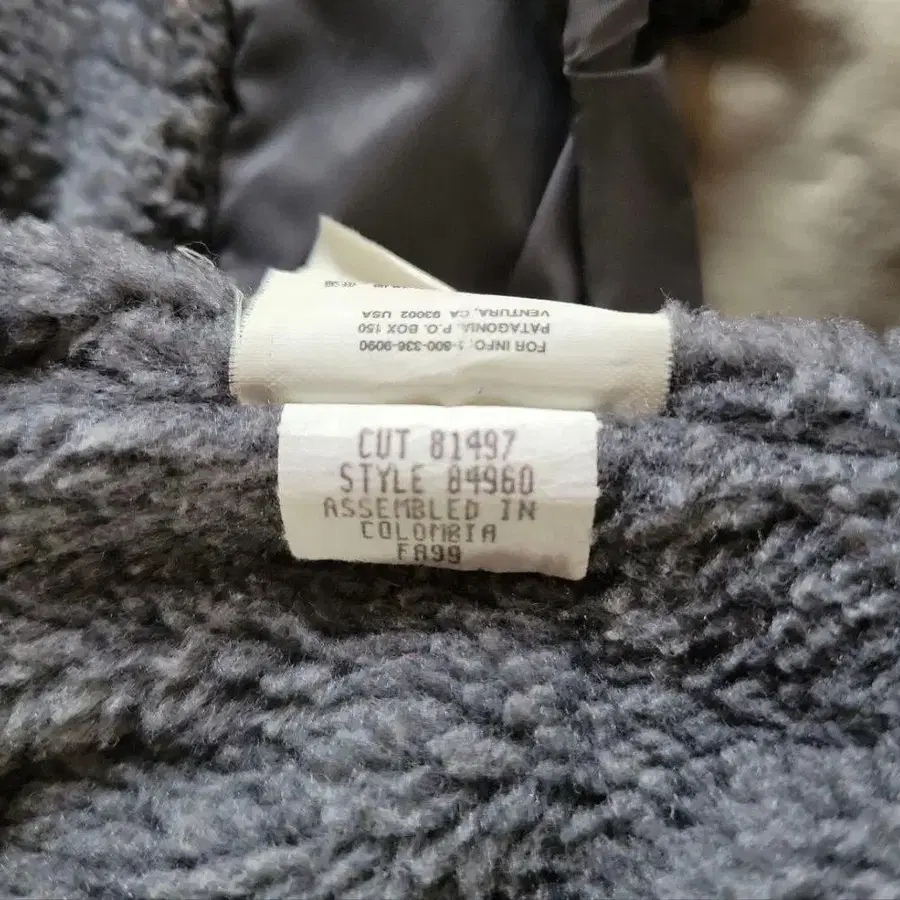 FOR INFO: 1-800-336-9090
PATAGONIA, P.O. BOX 150
VENTURA, CA 93002 USA
CUT 81497
STYLE 84960
ASSEMBLED IN
COLOMBIA
FA99